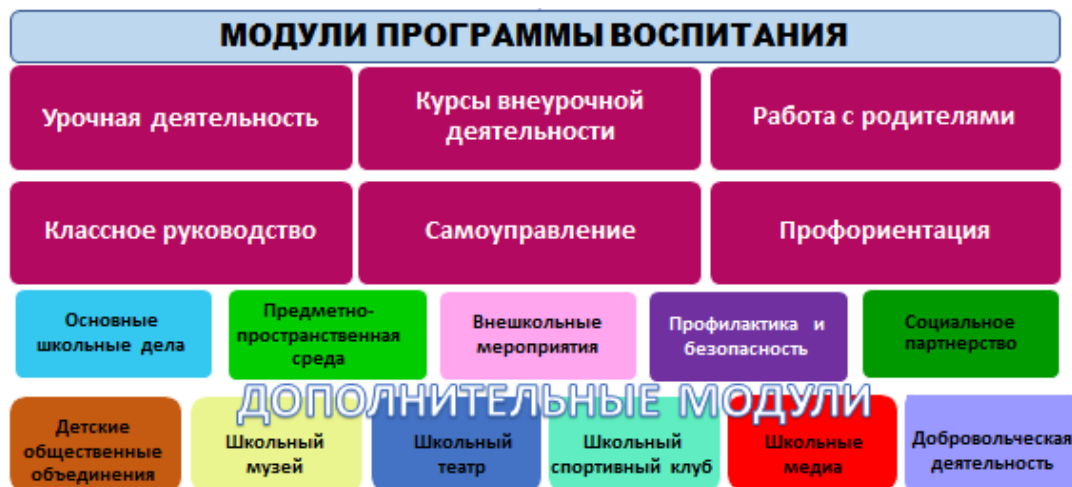 МОДУЛИ ПРОГРАММЫ ВОСПИТАНИЯ
Урочная деятельность
Курсы внеурочной
деятельности
Работа с родителями
Классное руководство
Самоуправление
Профориентация
Основные
школьные дела
Предметно-
пространственная
среда
Внешкольные
мероприятия
Профилактика и
безопасность
Социальное
партнерство
ДОПОЛНИТЕЛЬНЫЕ МОДУЛИ
Детские
общественные
объединения
Школьный
музей
Школьный
театр
Школьный
спортивный клуб
Школьные
медиа
Добровольческая
деятельность